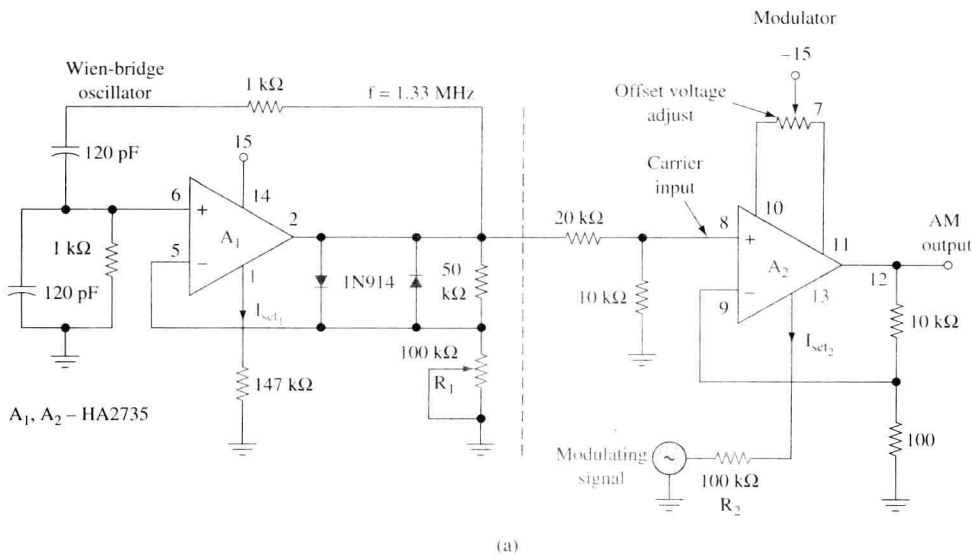 Modulator
−15
Wien-bridge
oscillator
1 kΩ
f = 1.33 MHz
Offset voltage
adjust
7
15
120 pF
14
Carrier
input
10
6
+
2
20 kΩ
8
+
11
AM
output
1 kΩ
A₁
A₂
12
5
−
1
1N914
50
kΩ
10 kΩ
9
−
13
120 pF
I_set₁
I_set₂
10 kΩ
100 kΩ
R₁
147 kΩ
A₁, A₂ – HA2735
100
Modulating
signal
~
100 kΩ
R₂
(a)